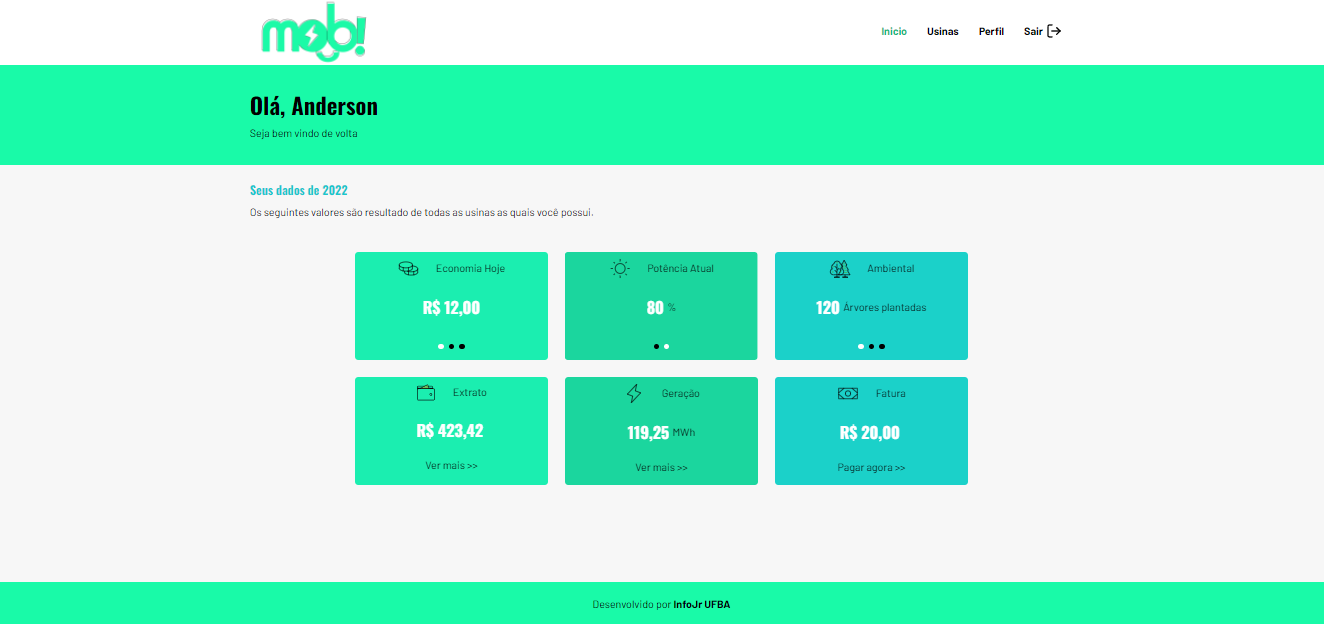 mob!
Início Usinas Perfil Sair
Olá, Anderson
Seja bem vindo de volta
Seus dados de 2022
Os seguintes valores são resultado de todas as usinas as quais você possui.
Economia Hoje
R$ 12,00
Potência Atual
80 %
Ambiental
120 Árvores plantadas
Extrato
R$ 423,42
Ver mais >>
Geração
119,25 MWh
Ver mais >>
Fatura
R$ 20,00
Pagar agora >>
Desenvolvido por InfoJr UFBA